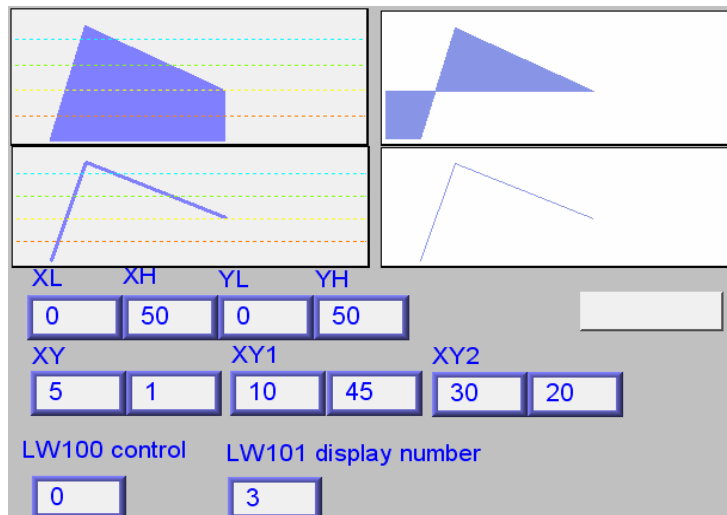 XL XH YL YH
0 50 0 50
XY XY1 XY2
5 1 10 45 30 20
LW100 control LW101 display number
0 3